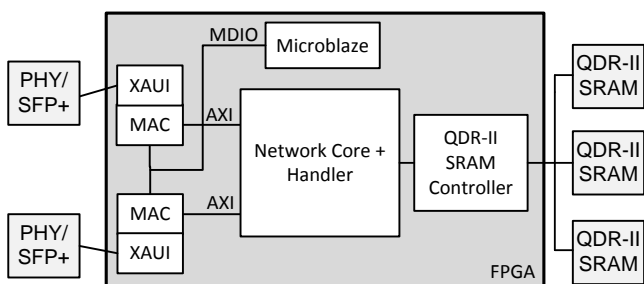 MDIO
Microblaze
PHY/
SFP+
XAUI
MAC
AXI
Network Core +
Handler
QDR-II
SRAM
Controller
QDR-II
SRAM
QDR-II
SRAM
QDR-II
SRAM
PHY/
SFP+
MAC
XAUI
AXI
FPGA